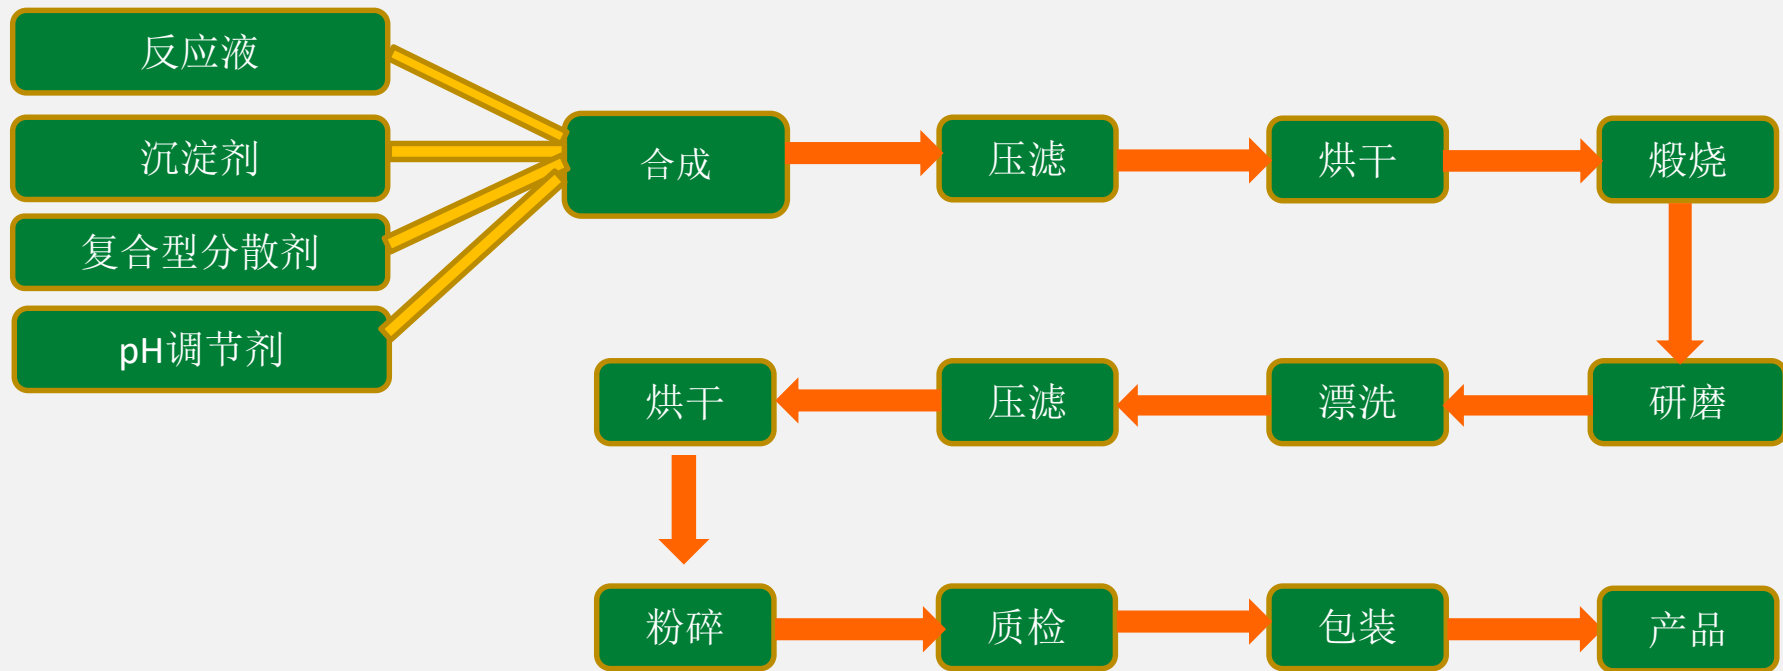 反应液
沉淀剂
复合型分散剂
pH调节剂
合成
压滤
烘干
煅烧
研磨
漂洗
压滤
烘干
粉碎
质检
包装
产品